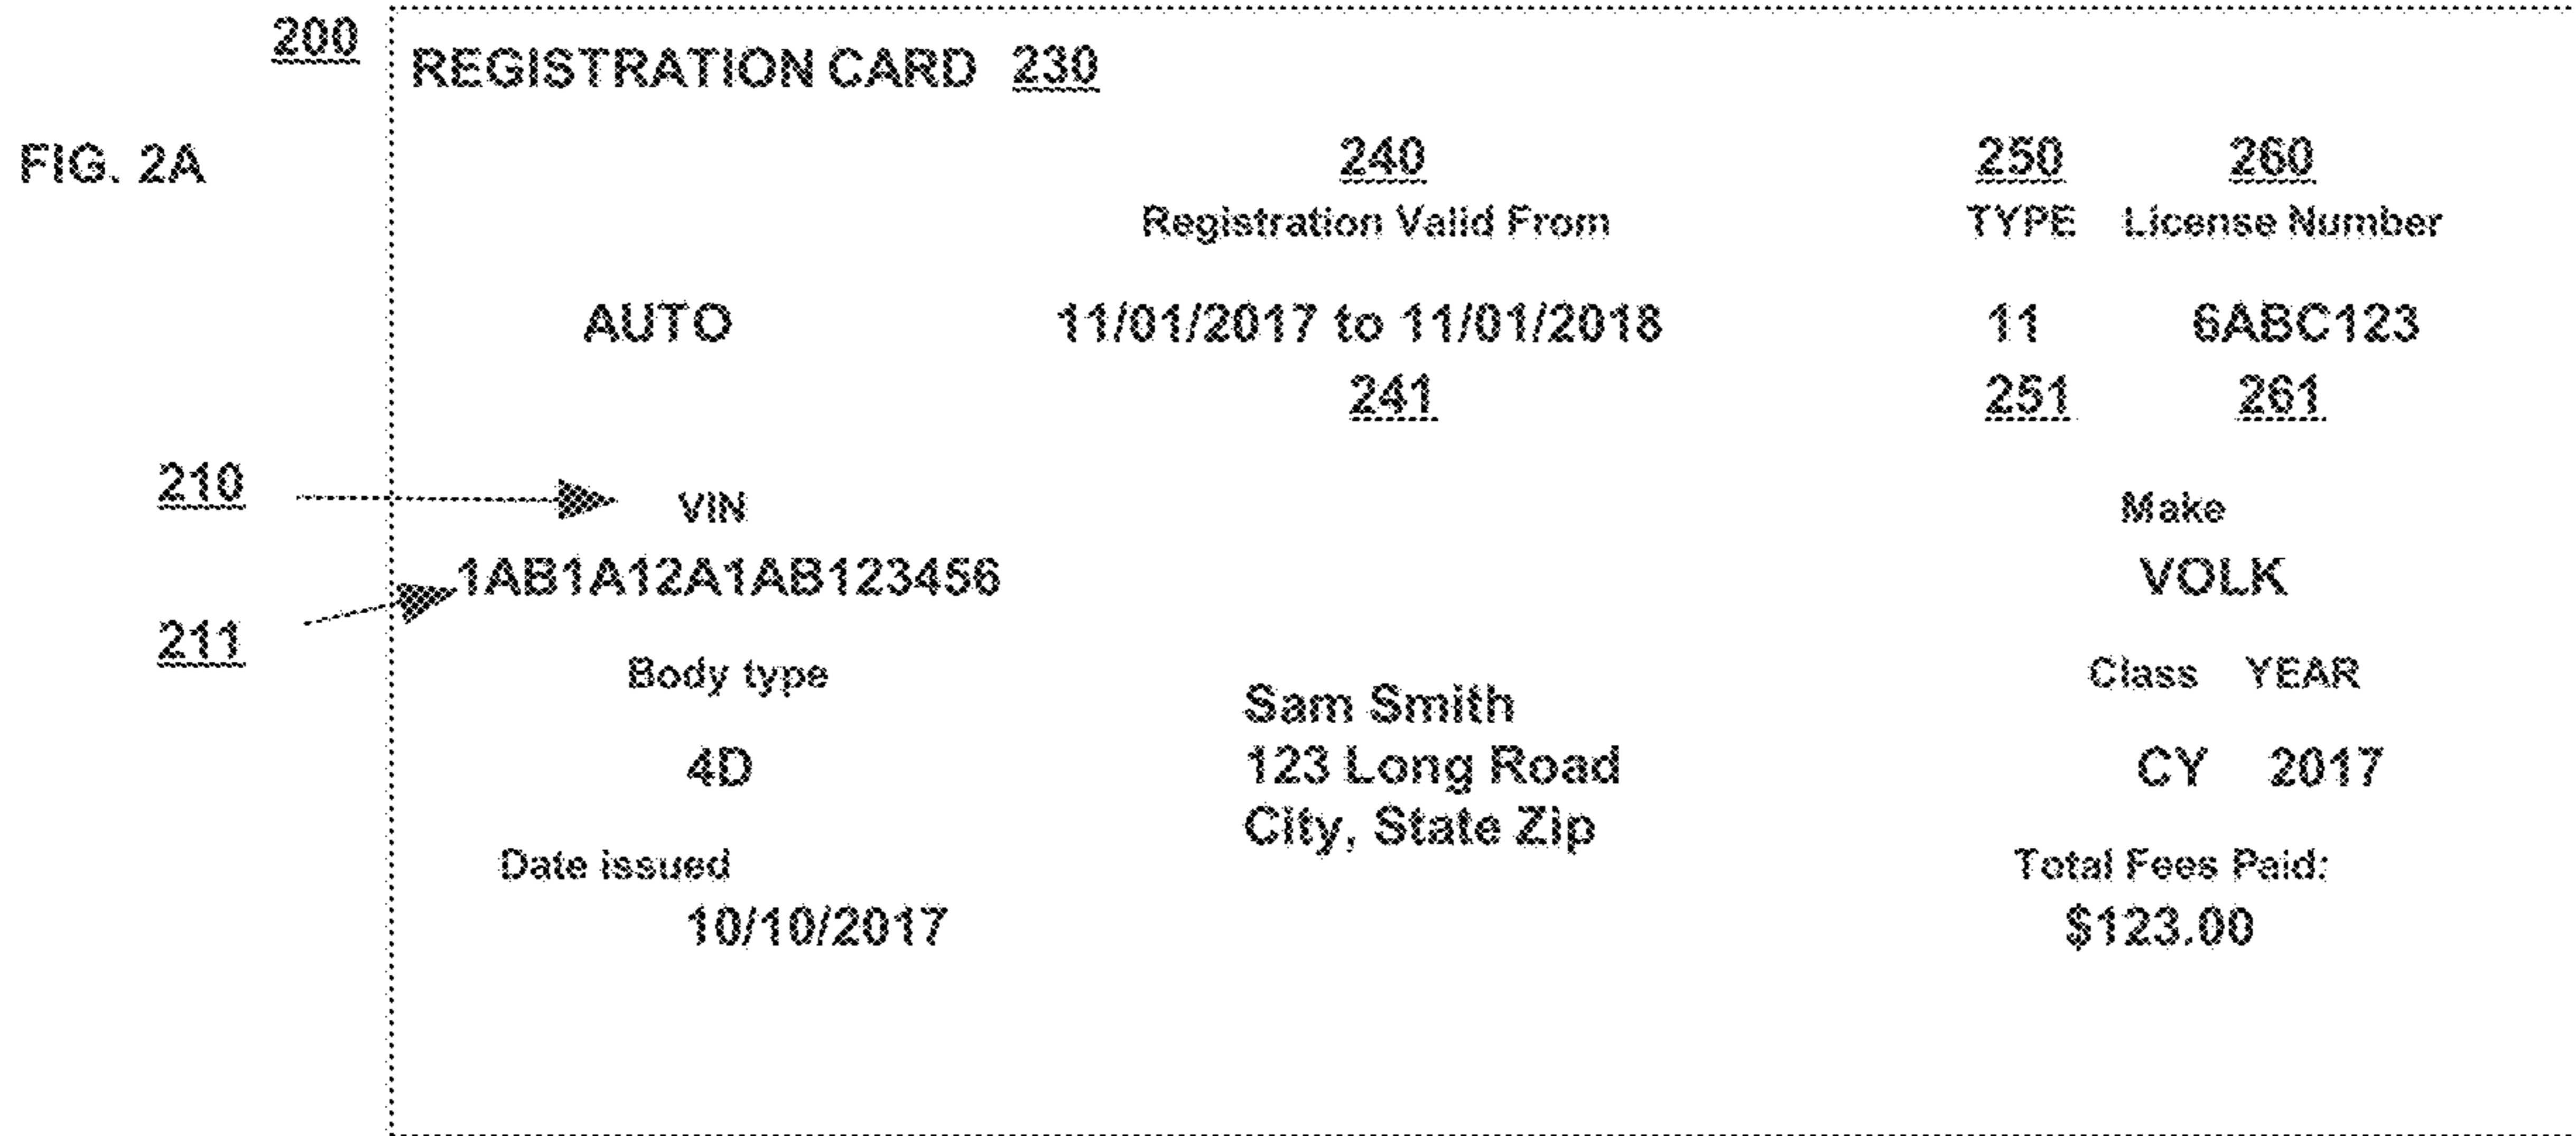 200
REGISTRATION CARD 230
FIG. 2A
240 250 260
Registration Valid From TYPE License Number
AUTO 11/01/2017 to 11/01/2018 11 6ABC123
241 251 261
210 VIN Make
1AB1A12A1AB123456 VOLK
211
Body type Class YEAR
Sam Smith
4D 123 Long Road CY 2017
City, State Zip
Date issued Total Fees Paid:
10/10/2017 $123.00